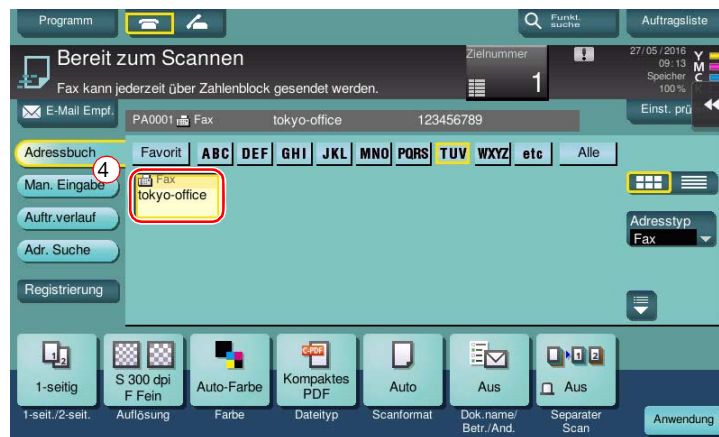 Programm
Funkt.
suche
Auftragsliste
Bereit zum Scannen
Zielnummer
1
27/05/2016
09:13
Speicher
100 %
Y
M
C
K
Fax kann jederzeit über Zahlenblock gesendet werden.
E-Mail Empf.
PA0001 Fax tokyo-office 123456789
Einst. prü
Adressbuch
Favorit ABC DEF GHI JKL MNO PQRS TUV WXYZ etc Alle
4
Man. Eingabe
Fax
tokyo-office
Auftr.verlauf
Adresstyp
Fax
Adr. Suche
Registrierung
1-seitig
S 300 dpi
F Fein
Auto-Farbe
C-PDF
Kompaktes
PDF
Auto
Aus
1 2
Aus
1-seit./2-seit.
Auflösung
Farbe
Dateityp
Scanformat
Dok.name/
Betr./And.
Separater
Scan
Anwendung